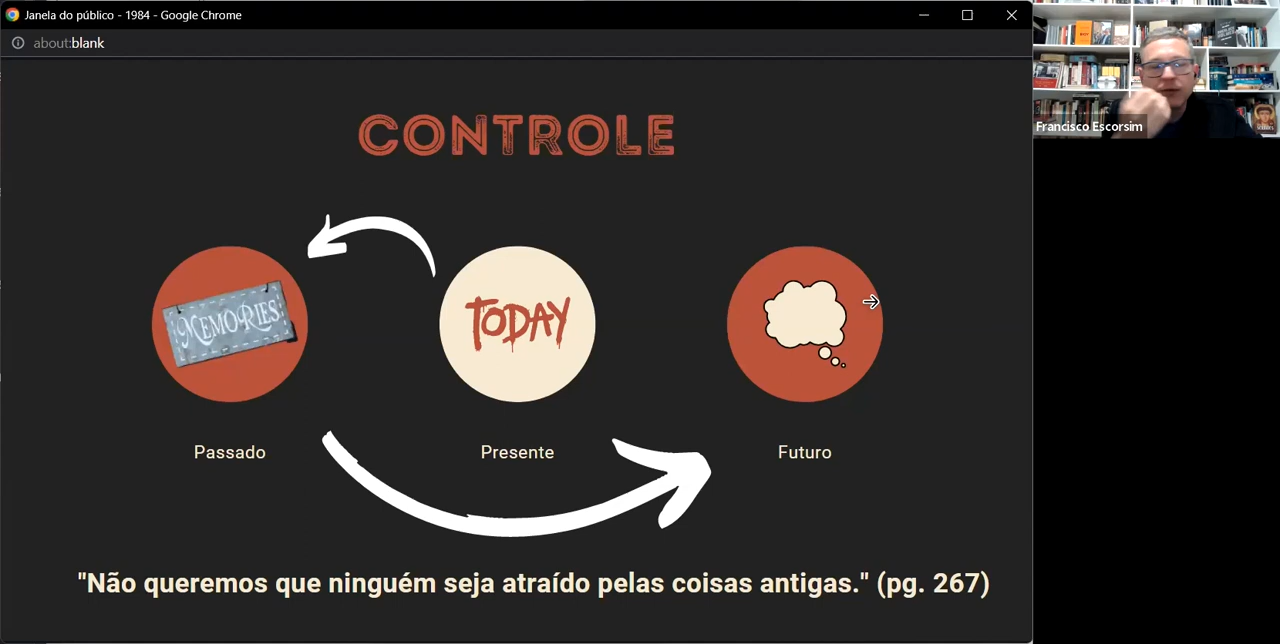 Janela do público - 1984 - Google Chrome
about:blank
Francisco Escorsim
CONTROLE
MEMORIES
TODAY
Passado
Presente
Futuro
"Não queremos que ninguém seja atraído pelas coisas antigas." (pg. 267)